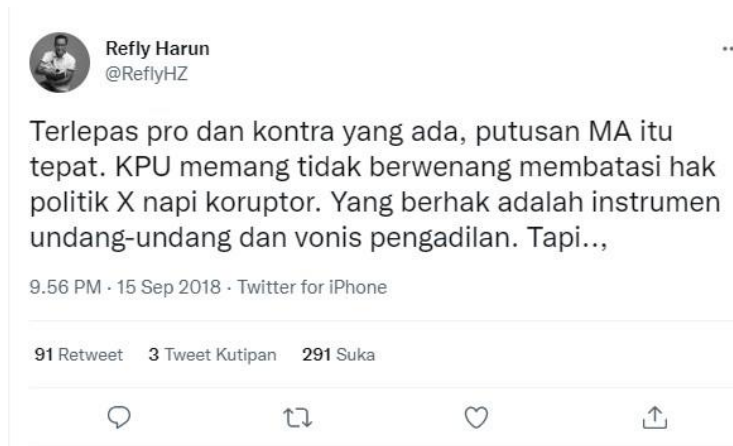 Refly Harun
@ReflyHZ
Terlepas pro dan kontra yang ada, putusan MA itu
tepat. KPU memang tidak berwenang membatasi hak
politik X napi koruptor. Yang berhak adalah instrumen
undang-undang dan vonis pengadilan. Tapi..,
9.56 PM · 15 Sep 2018 · Twitter for iPhone
91 Retweet 3 Tweet Kutipan 291 Suka